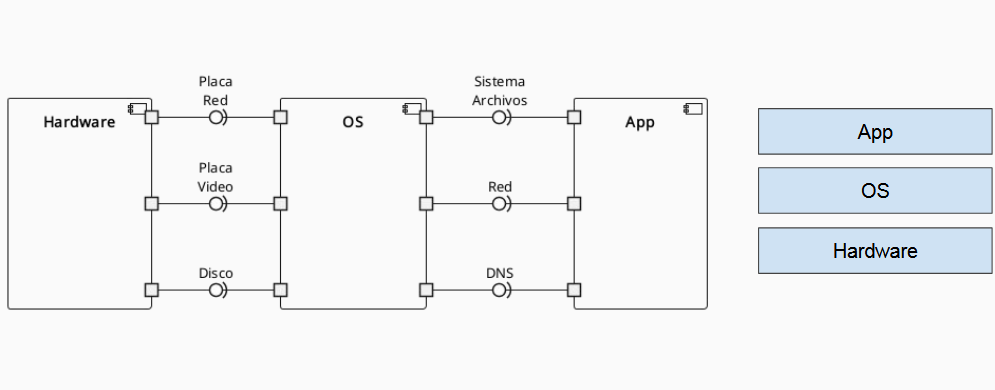 Placa
Red
Sistema
Archivos
Hardware
OS
App
Placa
Video
Red
Disco
DNS
App
OS
Hardware